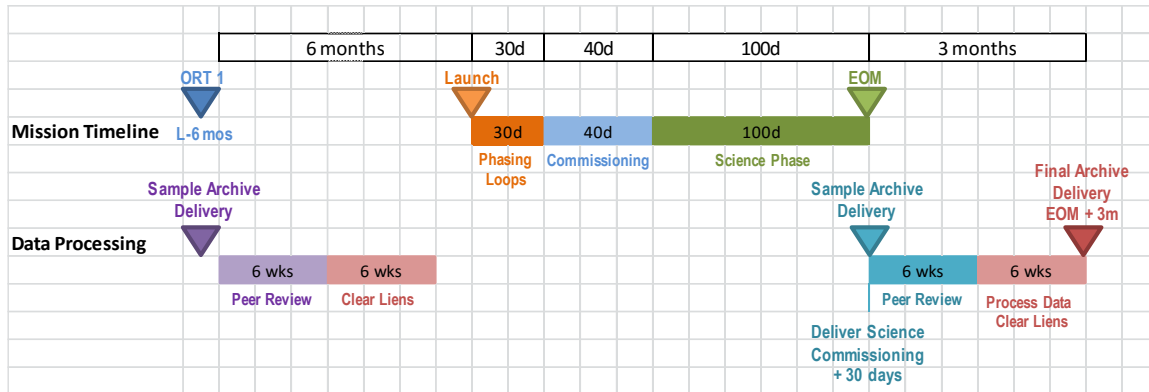 6 months 30d 40d 100d 3 months
ORT 1 Launch EOM
Mission Timeline L-6 mos 30d 40d 100d
Phasing Loops
Commissioning
Science Phase
Sample Archive
Delivery
Sample Archive
Delivery
Final Archive
Delivery
EOM + 3m
Data Processing
6 wks 6 wks 6 wks 6 wks
Peer Review Clear Liens Peer Review Process Data
Clear Liens
Deliver Science
Commissioning
+ 30 days